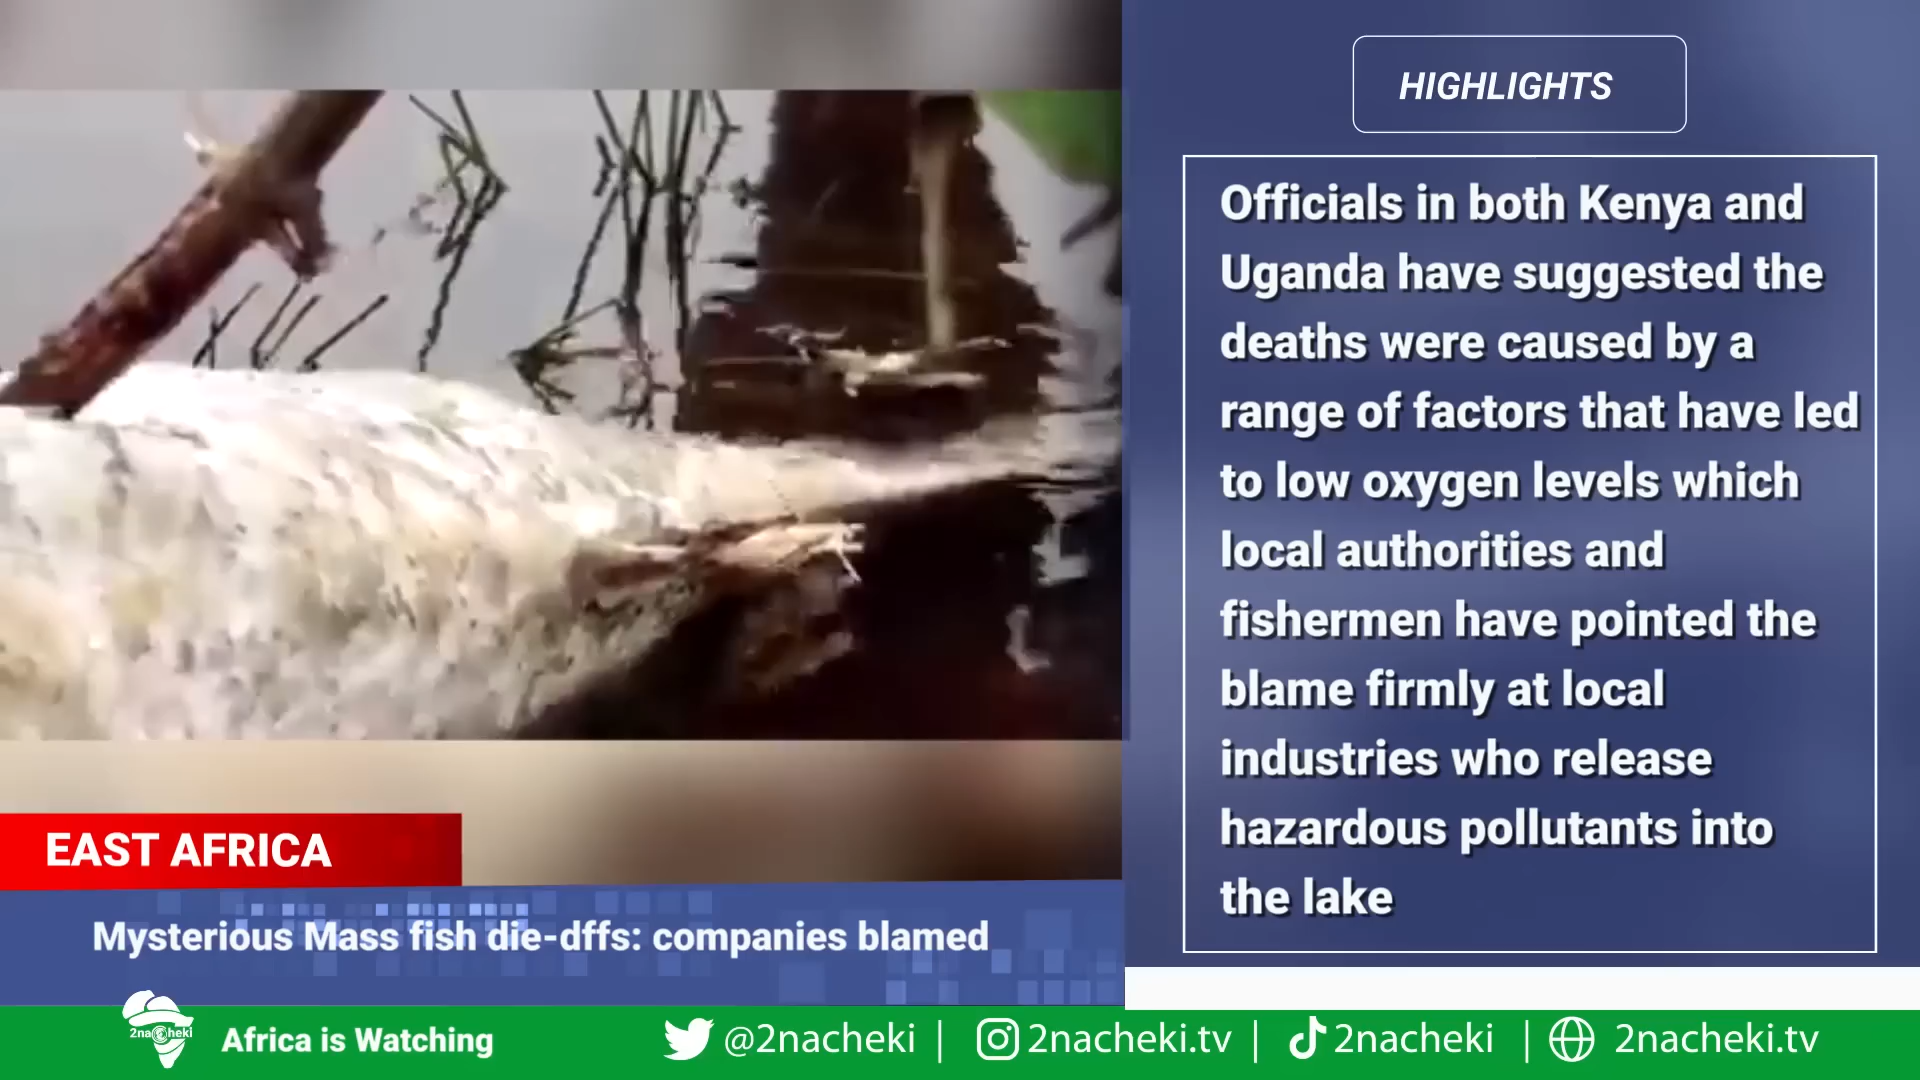 HIGHLIGHTS
Officials in both Kenya and
Uganda have suggested the
deaths were caused by a
range of factors that have led
to low oxygen levels which
local authorities and
fishermen have pointed the
blame firmly at local
industries who release
hazardous pollutants into
the lake
EAST AFRICA
Mysterious Mass fish die-dffs: companies blamed
2nacheki
Africa is Watching
@2nacheki | 2nacheki.tv | 2nacheki | 2nacheki.tv